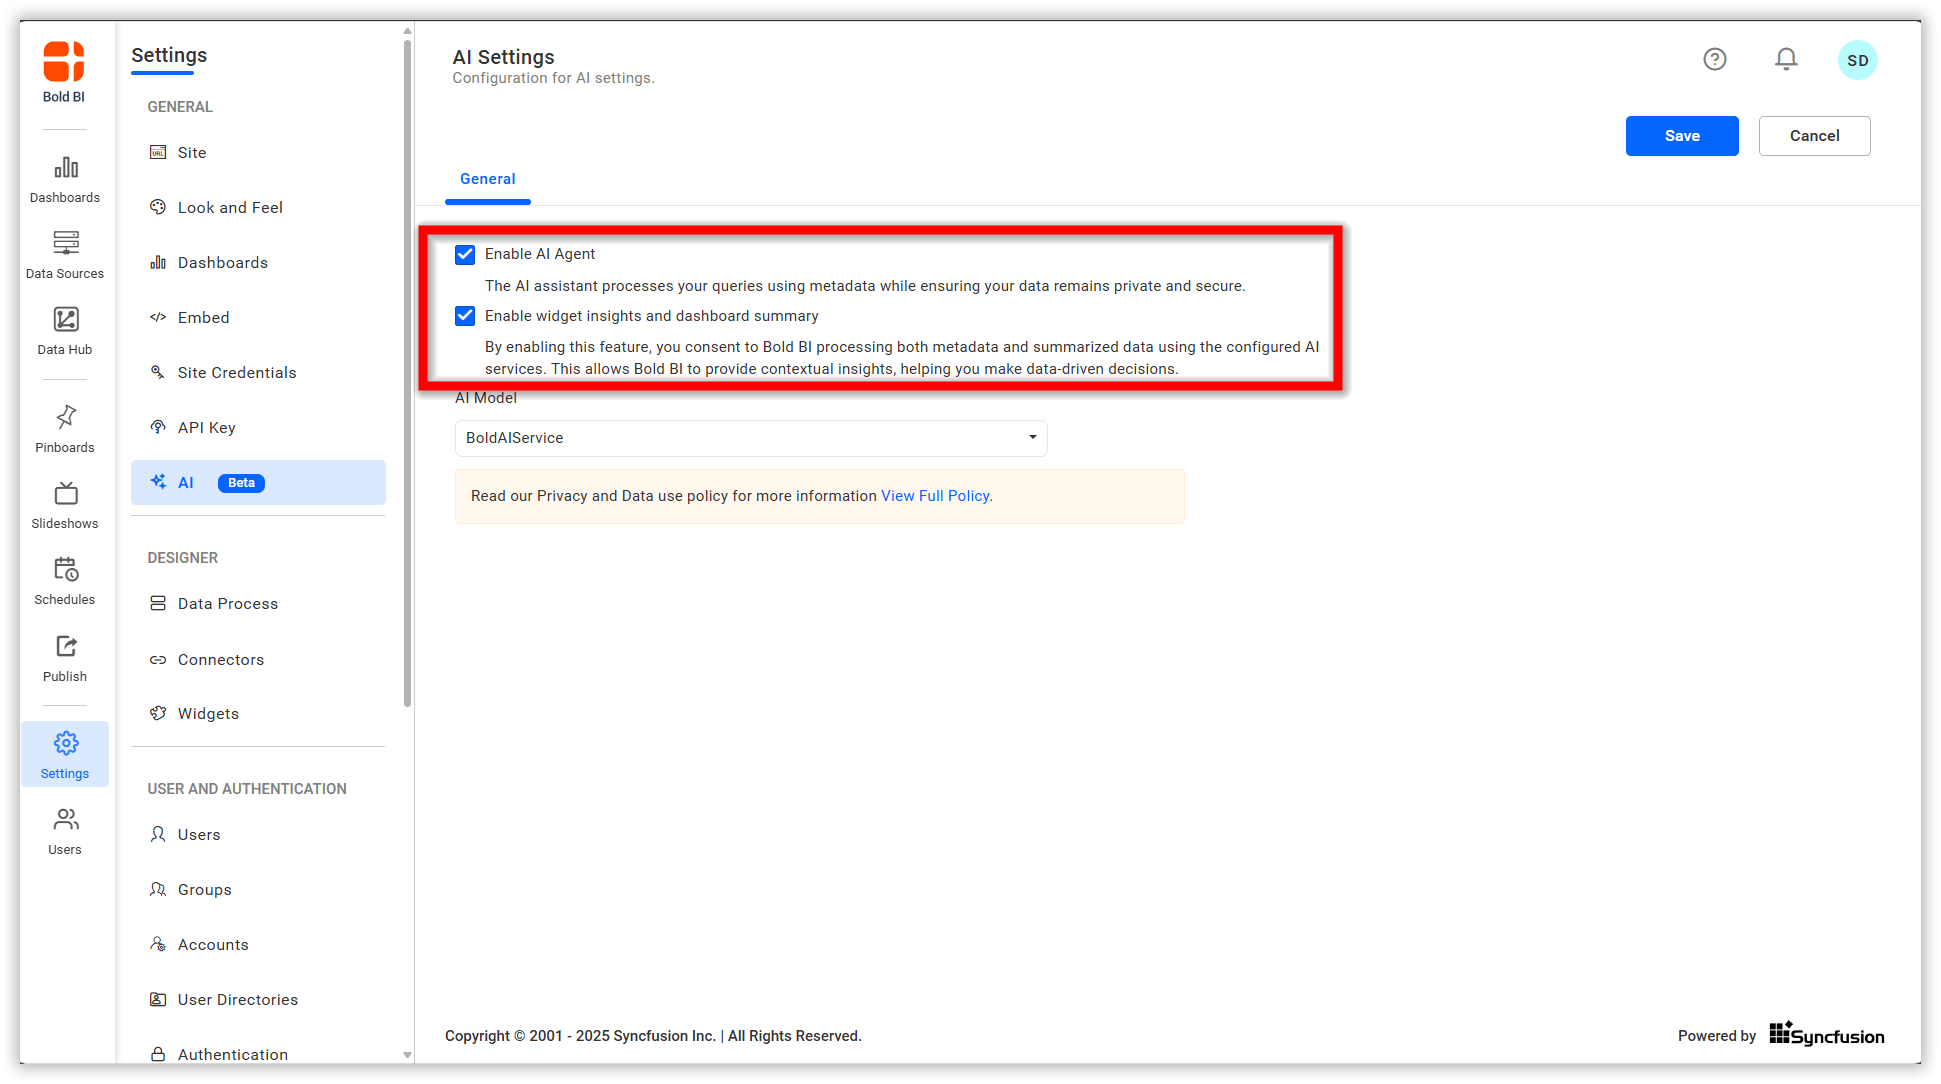 Bold BI
Dashboards
Data Sources
Data Hub
Pinboards
Slideshows
Schedules
Publish
Settings
Users
Settings
GENERAL
URL
Site
Look and Feel
Dashboards
Embed
Site Credentials
API Key
AI Beta
DESIGNER
Data Process
Connectors
Widgets
USER AND AUTHENTICATION
Users
Groups
Accounts
User Directories
Authentication
AI Settings
Configuration for AI settings.
SD
Save
Cancel
General
Enable AI Agent
The AI assistant processes your queries using metadata while ensuring your data remains private and secure.
Enable widget insights and dashboard summary
By enabling this feature, you consent to Bold BI processing both metadata and summarized data using the configured AI
services. This allows Bold BI to provide contextual insights, helping you make data-driven decisions.
AI Model
BoldAIService
Read our Privacy and Data use policy for more information View Full Policy.
Copyright © 2001 - 2025 Syncfusion Inc. | All Rights Reserved.
Powered by Syncfusion